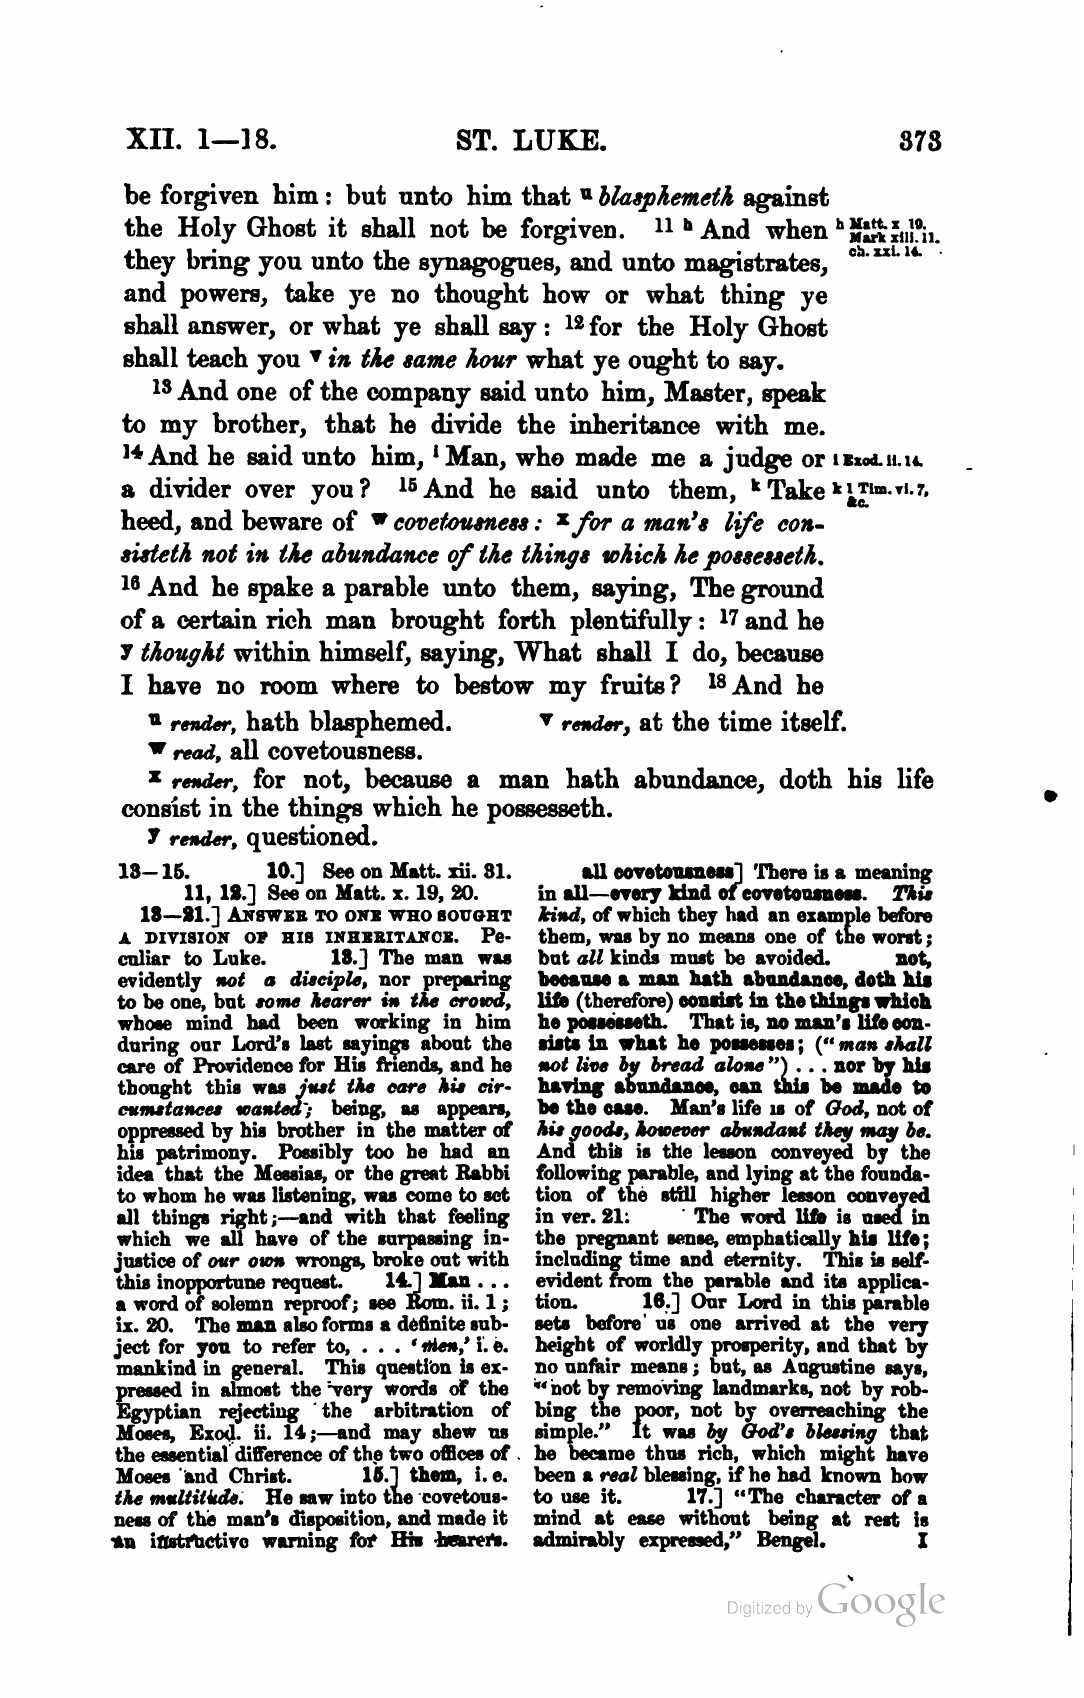 XII. 1—18. ST. LUKE. 373
be forgiven him : but unto him that u blasphemeth against
the Holy Ghost it shall not be forgiven. 11 h And when
they bring you unto the synagogues, and unto magistrates,
and powers, take ye no thought how or what thing ye
shall answer, or what ye shall say : 12 for the Holy Ghost
shall teach you v in the same hour what ye ought to say.
13 And one of the company said unto him, Master, speak
to my brother, that he divide the inheritance with me.
14 And he said unto him, i Man, who made me a judge or
a divider over you ? 15 And he said unto them, k Take
heed, and beware of w covetousness : x for a man's life con-
sisteth not in the abundance of the things which he possesseth.
16 And he spake a parable unto them, saying, The ground
of a certain rich man brought forth plentifully : 17 and he
y thought within himself, saying, What shall I do, because
I have no room where to bestow my fruits ? 18 And he
h Matt. x. 19.
Mark xiii. 11.
ch. xxi. 14.
i Exod. ii. 14.
k 1 Tim. vi. 7,
&c.
u render, hath blasphemed. v render, at the time itself.
w read, all covetousness.
x render, for not, because a man hath abundance, doth his life
consist in the things which he possesseth.
y render, questioned.
13—15. 10.] See on Matt. xii. 31.
11, 12.] See on Matt. x. 19, 20.
13—21.] ANSWER TO ONE WHO SOUGHT
A DIVISION OF HIS INHERITANCE. Pe-
culiar to Luke. 13.] The man was
evidently not a disciple, nor preparing
to be one, but some hearer in the crowd,
whose mind had been working in him
during our Lord's last sayings about the
care of Providence for His friends, and he
thought this was just the care his cir-
cumstances wanted; being, as appears,
oppressed by his brother in the matter of
his patrimony. Possibly too he had an
idea that the Messias, or the great Rabbi
to whom he was listening, was come to set
all things right;—and with that feeling
which we all have of the surpassing in-
justice of our own wrongs, broke out with
this inopportune request. 14.] Man . . .
a word of solemn reproof; see Rom. ii. 1 ;
ix. 20. The man also forms a definite sub-
ject for you to refer to, . . . 'men,' i. e.
mankind in general. This question is ex-
pressed in almost the very words of the
Egyptian rejecting the arbitration of
Moses, Exod. ii. 14 ;—and may shew us
the essential difference of the two offices of
Moses and Christ. 15.] them, i. e.
the multitude. He saw into the covetous-
ness of the man's disposition, and made it
an instructive warning for His hearers.
all covetousness] There is a meaning
in all—every kind of covetousness. This
kind, of which they had an example before
them, was by no means one of the worst ;
but all kinds must be avoided. not,
because a man hath abundance, doth his
life (therefore) consist in the things which
he possesseth. That is, no man's life con-
sists in what he possesses; (“man shall
not live by bread alone”) . . . nor by his
having abundance, can this be made to
be the case. Man's life is of God, not of
his goods, however abundant they may be.
And this is the lesson conveyed by the
following parable, and lying at the founda-
tion of the still higher lesson conveyed
in ver. 21: The word life is used in
the pregnant sense, emphatically his life;
including time and eternity. This is self-
evident from the parable and its applica-
tion. 16.] Our Lord in this parable
sets before us one arrived at the very
height of worldly prosperity, and that by
no unfair means ; but, as Augustine says,
“not by removing landmarks, not by rob-
bing the poor, not by overreaching the
simple.” It was by God's blessing that
he became thus rich, which might have
been a real blessing, if he had known how
to use it. 17.] “The character of a
mind at ease without being at rest is
admirably expressed,” Bengel. I
Digitized by Google